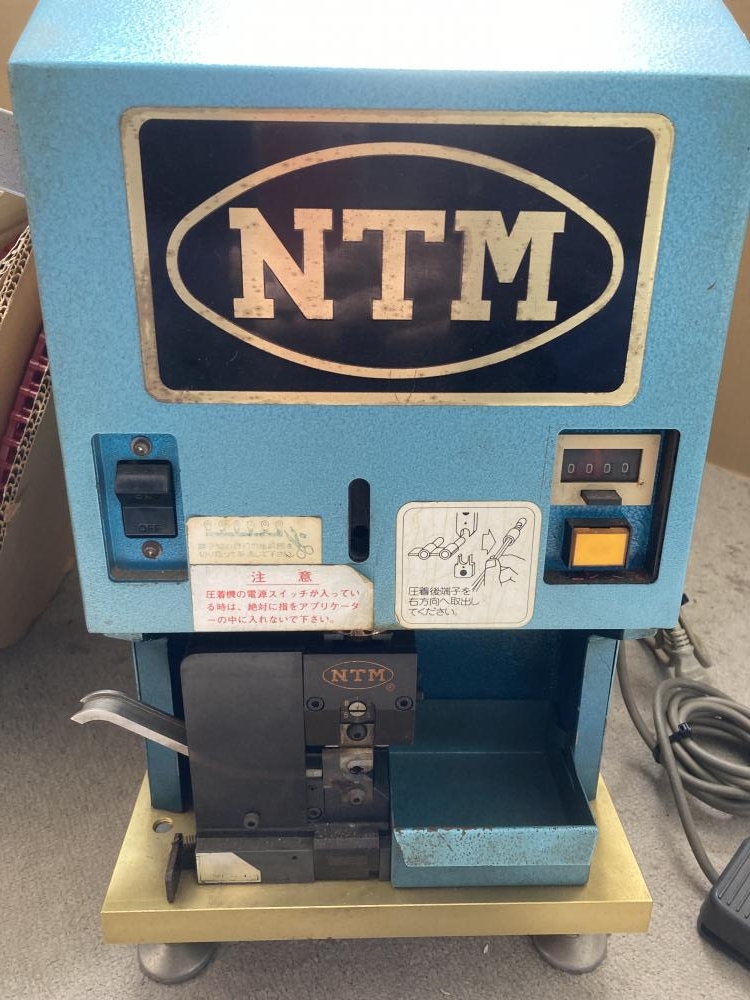 NTM
ON
OFF
0000
注意
圧着機の電源スイッチが入ってい
る時は、絶対に指をアプリケータ
ーの中に入れないで下さい。
圧着後端子を
右方向へ取出し
てください。
NTM
®